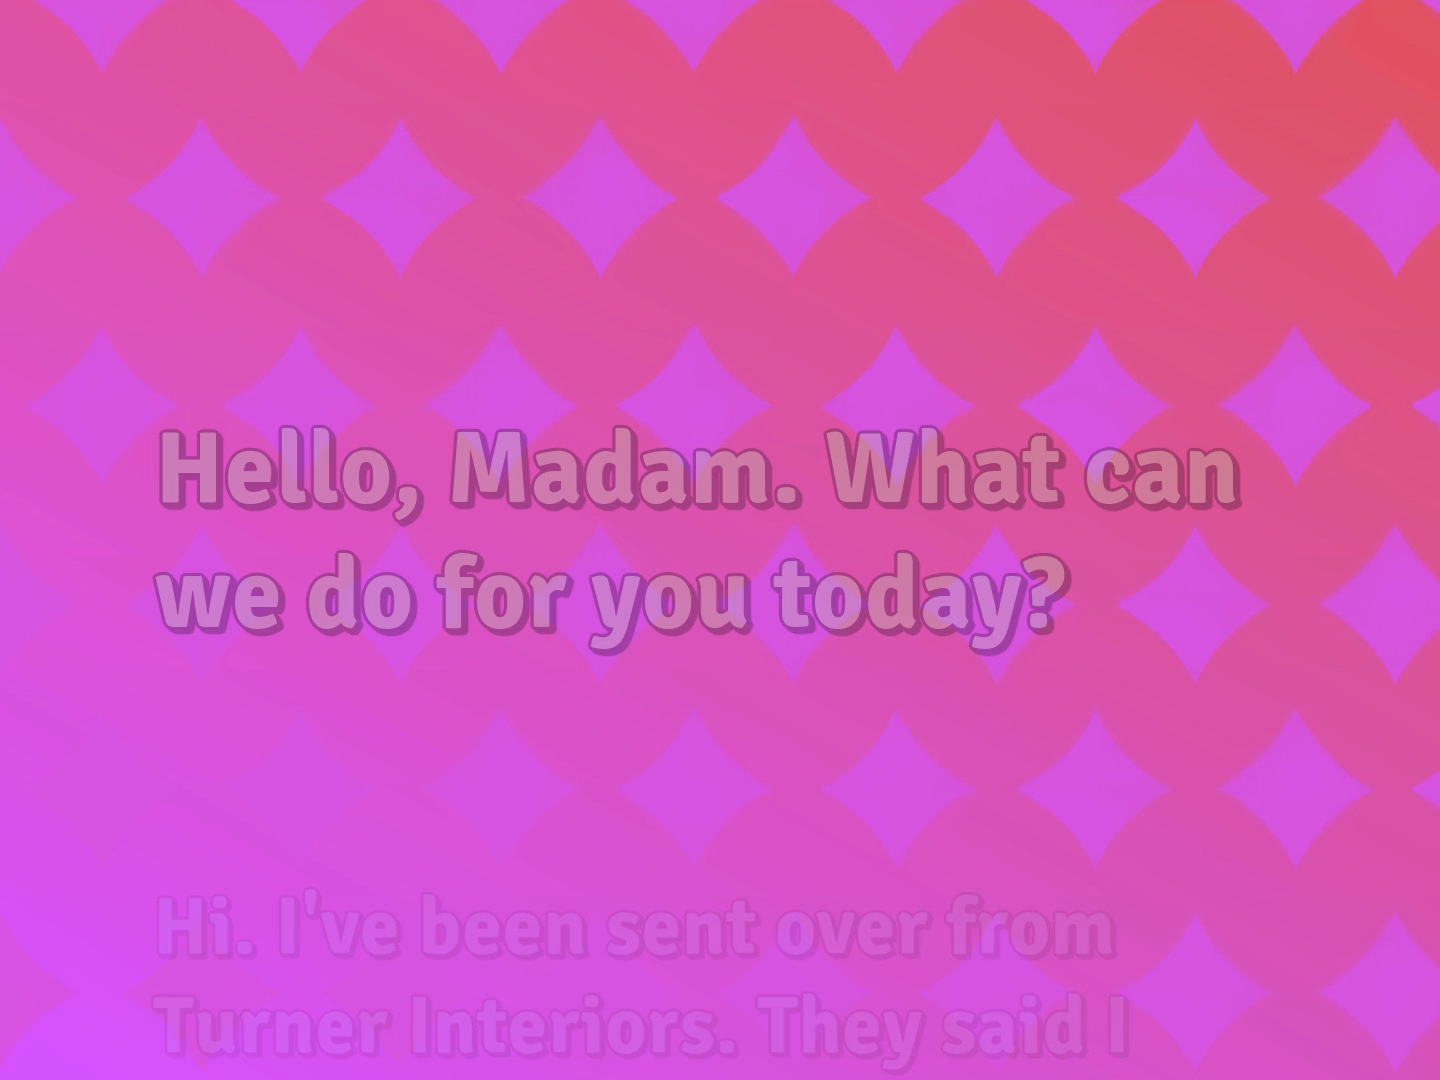 Hello, Madam. What can
we do for you today?
Hi. I've been sent over from
Turner Interiors. They said I